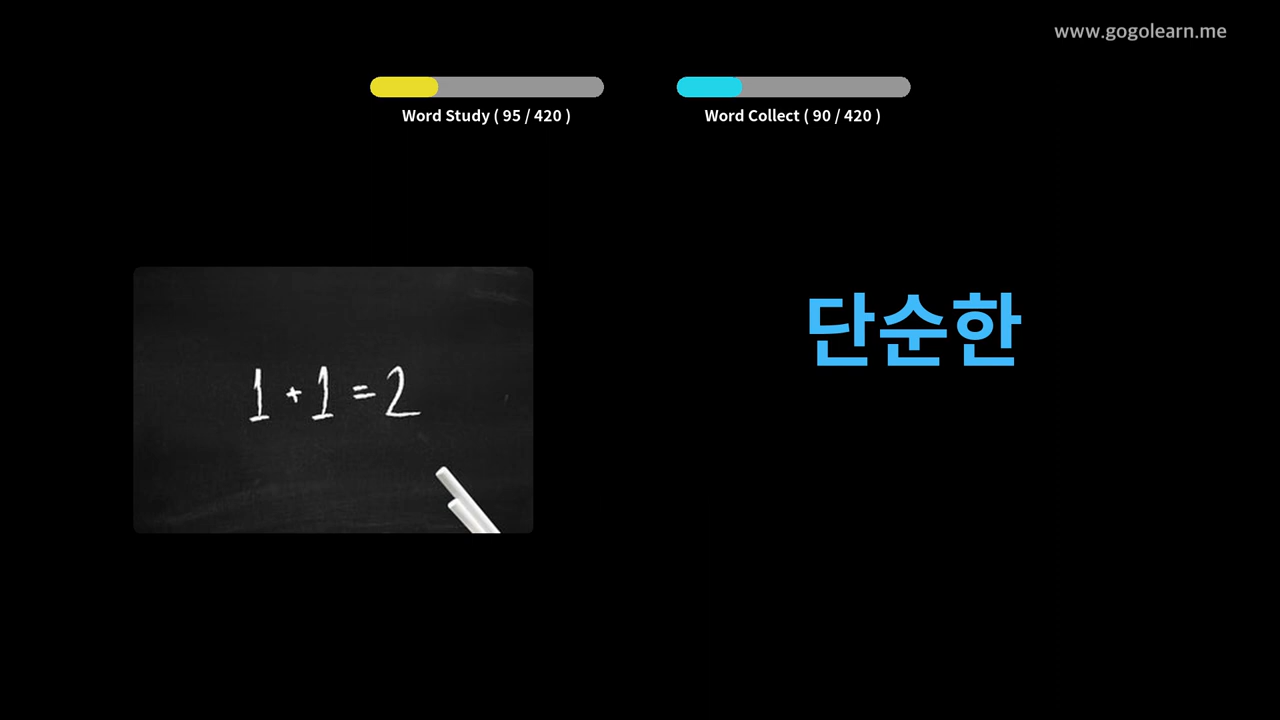 www.gogolearn.me
Word Study ( 95 / 420 )
Word Collect ( 90 / 420 )
1 + 1 = 2
단순한